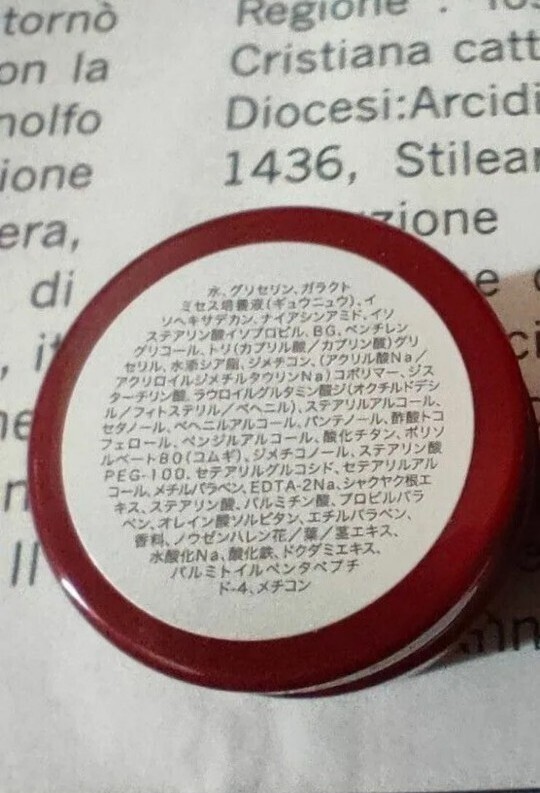 tornò
on la
nolfo
ione
era,
di
Regione :
Cristiana catt
Diocesi:Arcidi
1436, Stilear
zione
水、グリセリン、ガラクト
ミセス培養液(ギュウニュウ)、イ
ソヘキサデカン、ナイアシンアミド、イソ
ステアリン酸イソプロピル、BG、ペンチレン
グリコール、トリ(カプリル酸/カプリン酸)グリ
セリル、水添シア脂、ジメチコン、(アクリル酸Na/
アクリロイルジメチルタウリンNa)コポリマー、ジス
ターチリン酸、ラウロイルグルタミン酸ジ(オクチルドデシ
ル/フィトステリル/ベヘニル)、ステアリルアルコール、
セタノール、ベヘニルアルコール、パンテノール、酢酸トコ
フェロール、ベンジルアルコール、酸化チタン、ポリソ
ルベート80(コムギ)、ジメチコノール、ステアリン酸
PEG-100、セテアリルグルコシド、セテアリルアル
コール、メチルパラベン、EDTA-2Na、シャクヤク根エ
キス、ステアリン酸、パルミチン酸、プロピルパラ
ベン、オレイン酸ソルビタン、エチルパラベン、
香料、ノウゼンハレン花/葉/茎エキス、
水酸化Na、酸化鉄、ドクダミエキス、
パルミトイルペンタペプチ
ド-4、メチコン